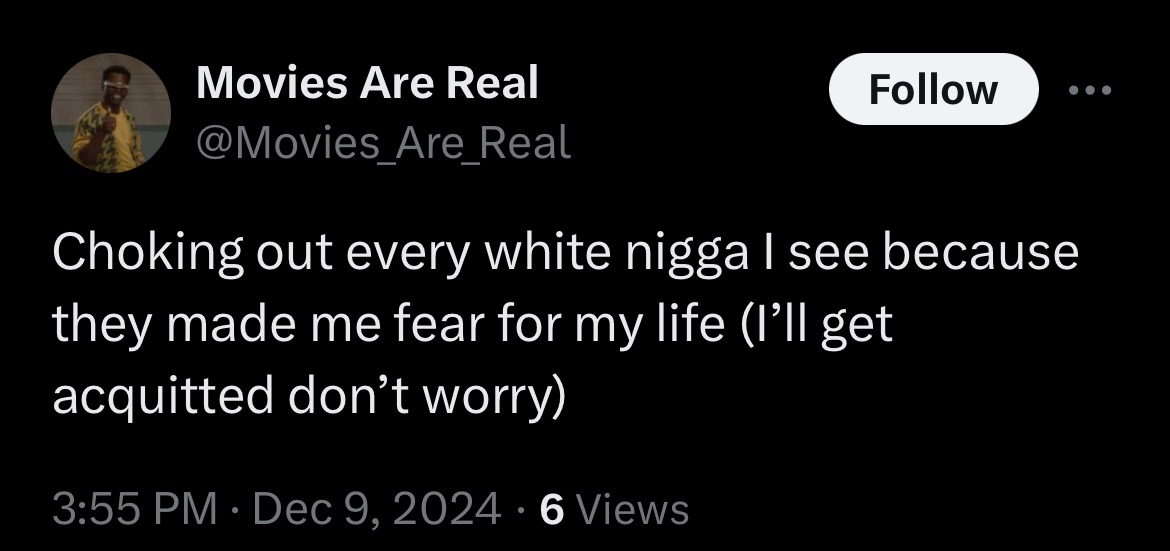 Movies Are Real
@Movies_Are_Real
Follow
Choking out every white nigga I see because
they made me fear for my life (I’ll get
acquitted don’t worry)
3:55 PM · Dec 9, 2024 · 6 Views